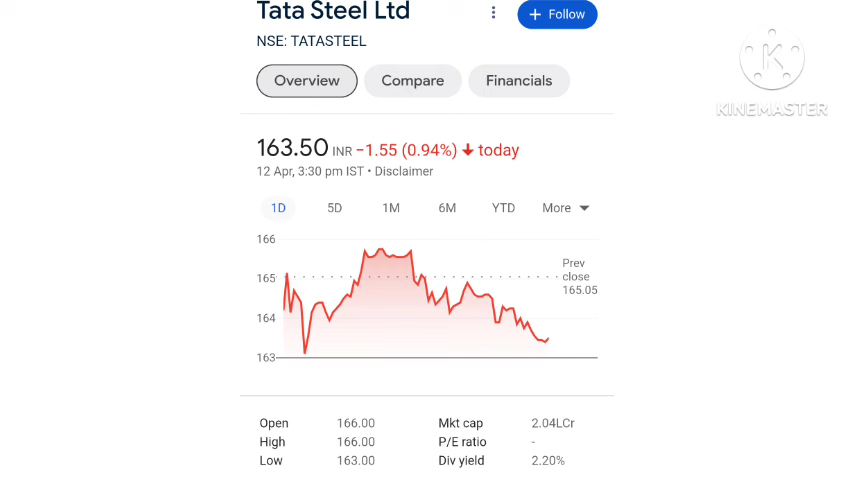 Tata Steel Ltd
+ Follow
NSE: TATASTEEL
KINEMASTER
Overview Compare Financials
163.50 INR −1.55 (0.94%) today
12 Apr, 3:30 pm IST • Disclaimer
1D 5D 1M 6M YTD More
166
165
164
163
Prev
close
165.05
Open 166.00 Mkt cap 2.04LCr
High 166.00 P/E ratio -
Low 163.00 Div yield 2.20%